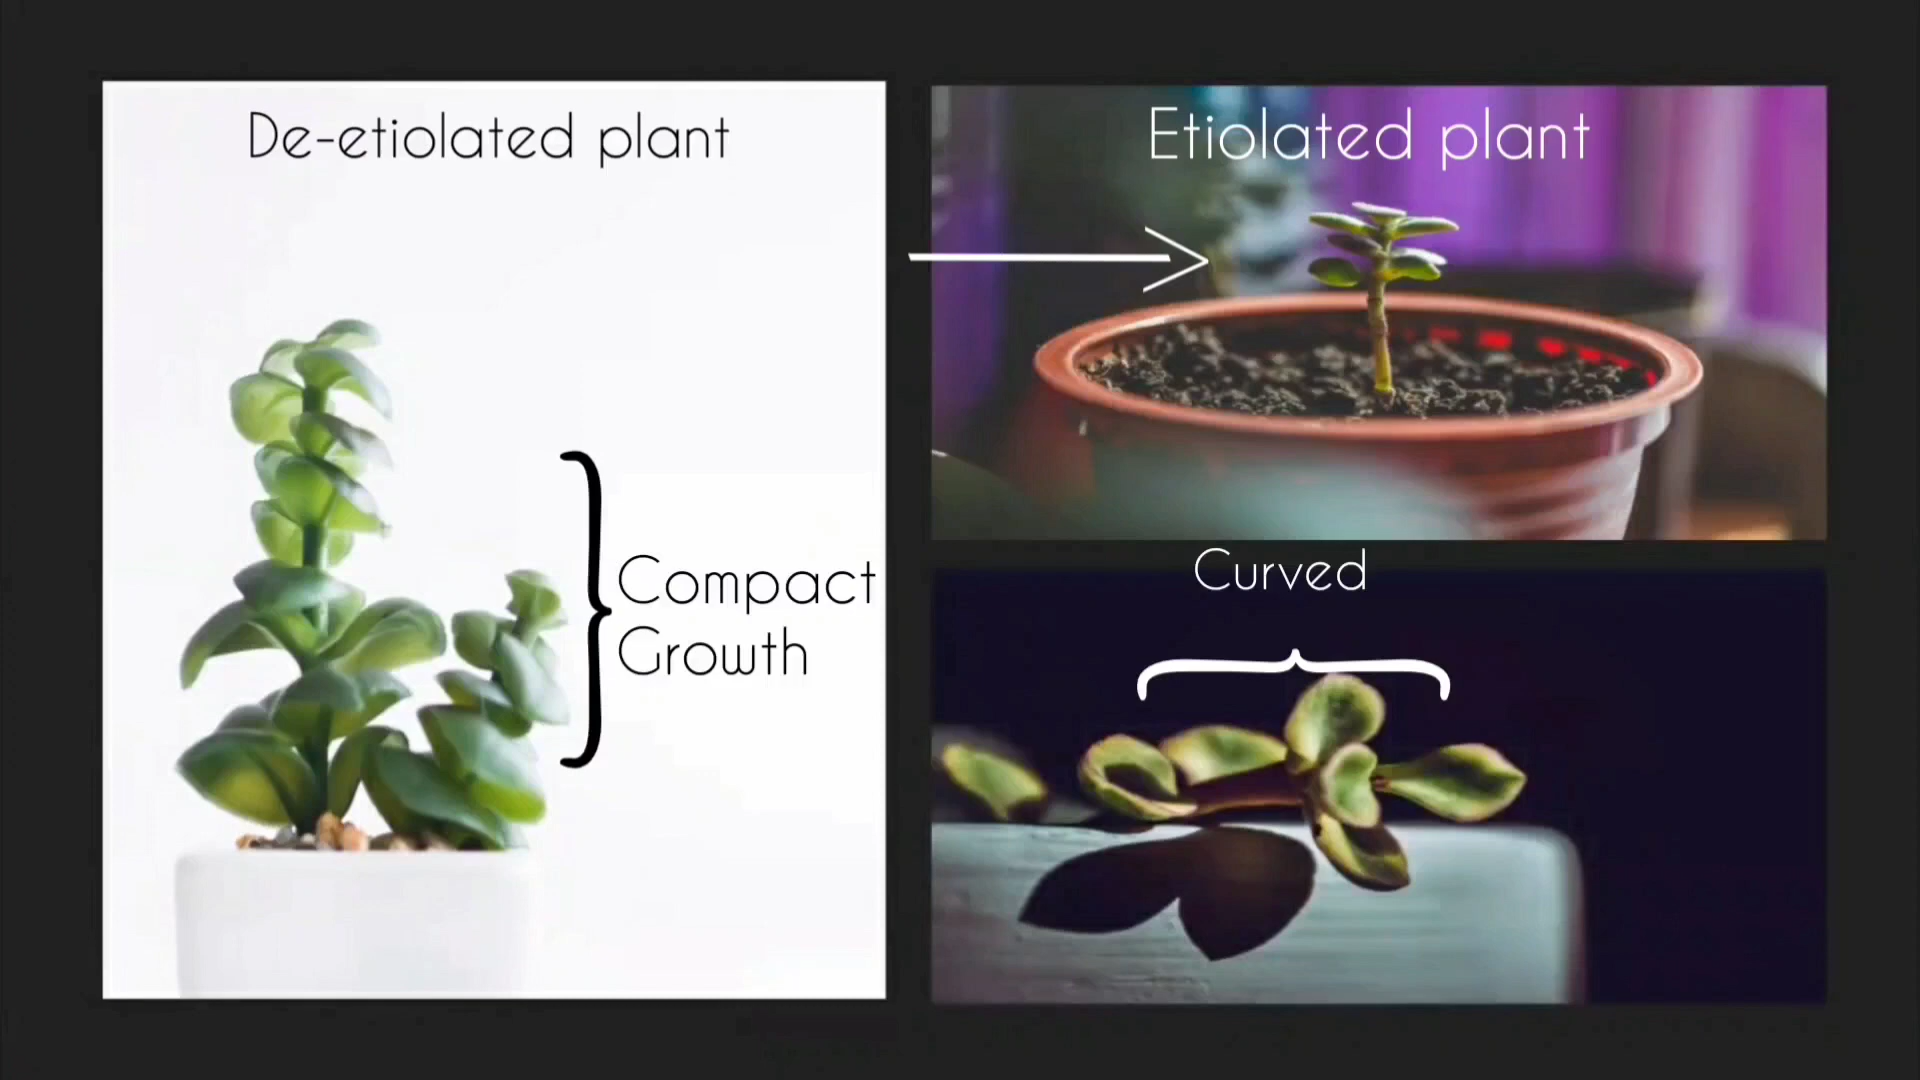 De-etiolated plant
Compact
Growth
Etiolated plant
Curved